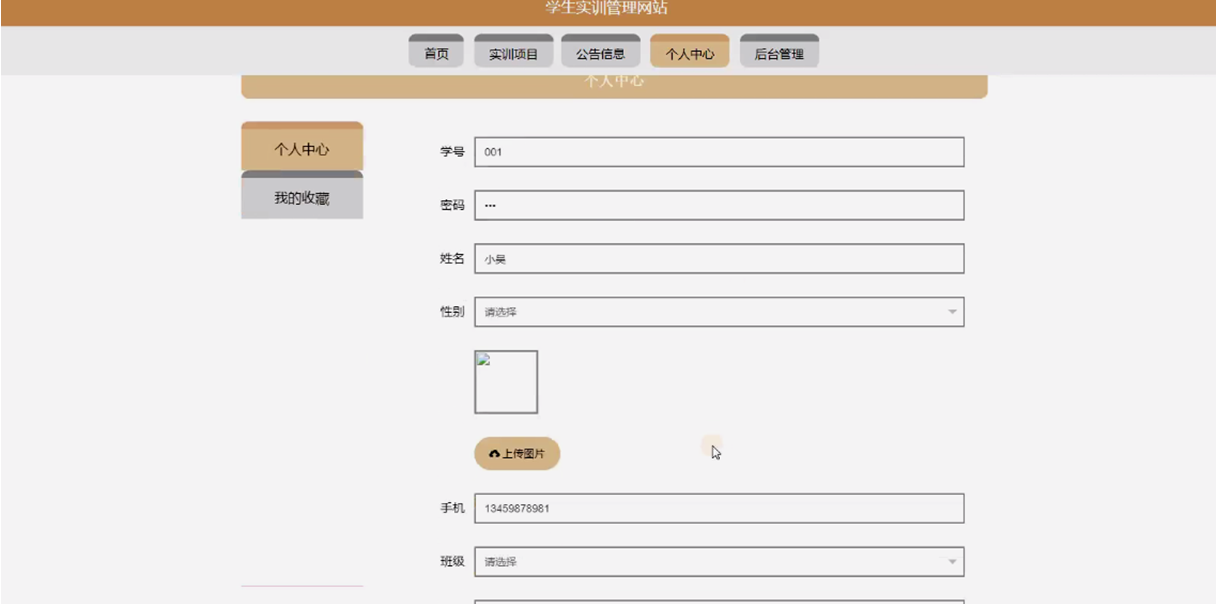 学生实训管理网站
首页 实训项目 公告信息 个人中心 后台管理
个人中心
个人中心
我的收藏
学号 001
密码 •••
姓名 小吴
性别 请选择
上传图片
手机 13459878981
班级 请选择